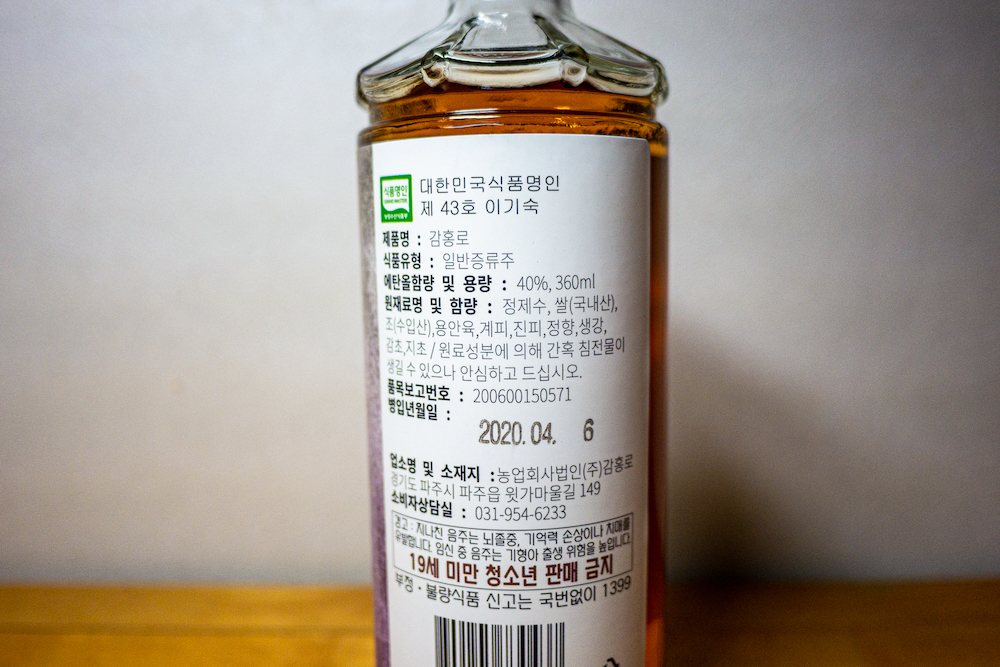 식품명인
대한민국식품명인
제 43호 이기숙
제품명 : 감홍로
식품유형 : 일반증류주
에탄올함량 및 용량 : 40%, 360ml
원재료명 및 함량 : 정제수, 쌀(국내산),
조(수입산),용안육,계피,진피,정향,생강,
감초,지초 / 원료성분에 의해 간혹 침전물이
생길 수 있으나 안심하고 드십시오.
품목보고번호 : 200600150571
병입년월일 :
2020.04. 6
업소명 및 소재지 :농업회사법인(주)감홍로
경기도 파주시 파주읍 윗가마울길 149
소비자상담실 : 031-954-6233
경고 : 지나친 음주는 뇌졸중, 기억력 손상이나 치매를
유발합니다. 임신 중 음주는 기형아 출생 위험을 높입니다.
19세 미만 청소년 판매 금지
부정·불량식품 신고는 국번없이 1399